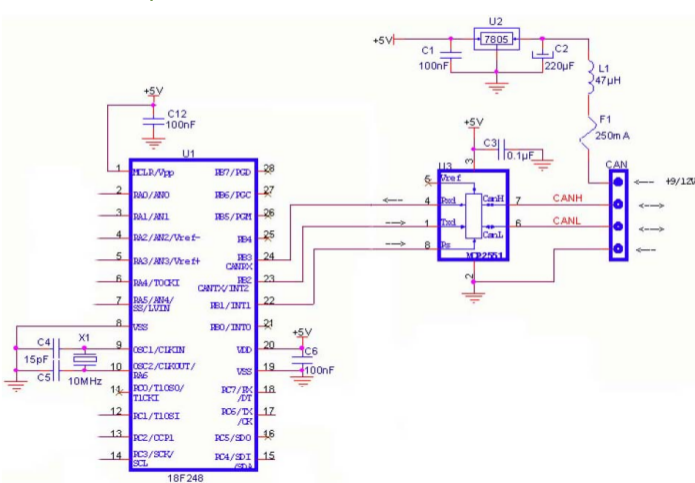 U2
+5V
7805
C1
100nF
C2
220µF
L1
47µH
F1
250mA
CAN
+9/12V
+5V
C12
100nF
+5V
C3
0.1µF
U1
U3
3
1 MCLR/Vpp RB7/PGD 28
2 RA0/AN0 RB6/PGC 27
3 RA1/AN1 RB5/PGM 26
4 RA2/AN2/Vref- RB4 25
5 RA3/AN3/Vref+ RB3 24
CANRX
6 RA4/TOCKI RB2 23
CANTX/INT2
7 RA5/AN4/ RB1/INT1 22
SS/LVIN
8 VSS RB0/INT0 21
9 OSC1/CLKIN VDD 20
10 OSC2/CLKOUT/ VSS 19
RA6
11 RC0/T1OSO/ RC7/RX 18
T1CKI /DT
12 RC1/T1OSI RC6/TX 17
/CK
13 RC2/CCP1 RC5/SDO 16
14 RC3/SCK/ RC4/SDI 15
SCL /SDA
18F248
5 Vref
4 Rxd CanH 7 CANH
1 Txd CanL 6 CANL
8 Rs
MCP2551
2
C4
15pF
C5
X1
10MHz
+5V
C6
100nF